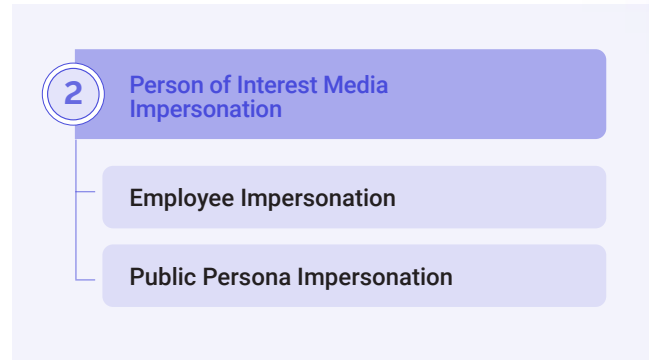 2
Person of Interest Media
Impersonation
Employee Impersonation
Public Persona Impersonation